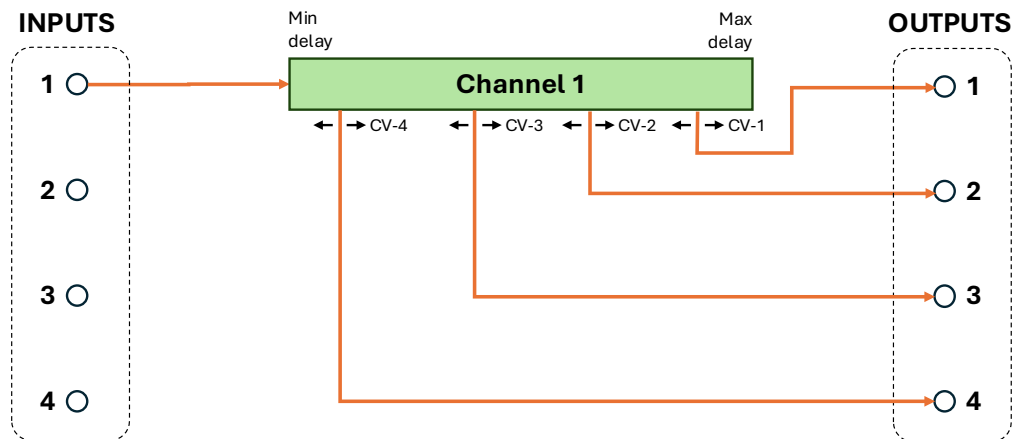 INPUTS
Min
delay
Max
delay
OUTPUTS
1
Channel 1
1
CV-4
CV-3
CV-2
CV-1
2
2
3
3
4
4